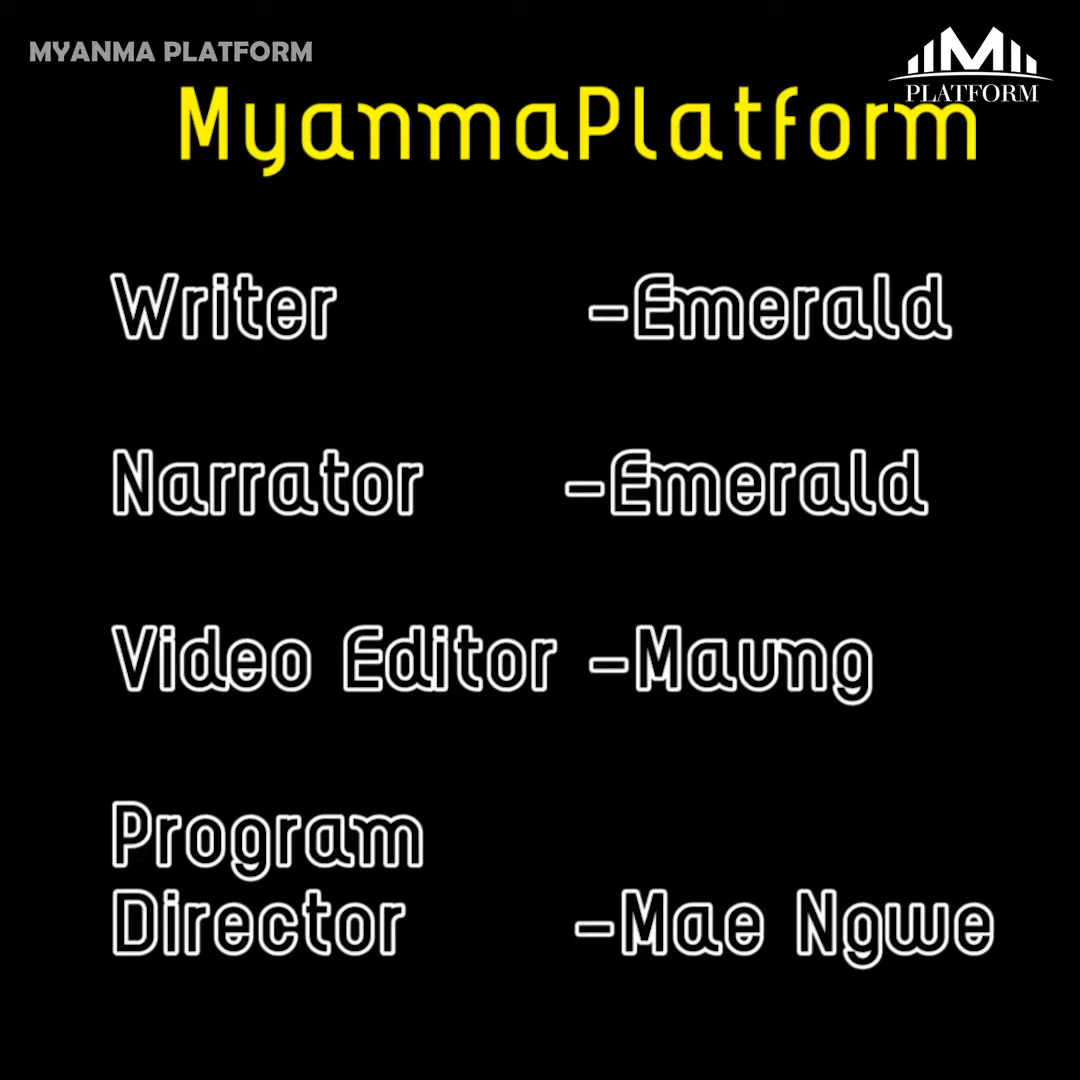 MYANMA PLATFORM
M
PLATFORM
MyanmaPlatform
Writer -Emerald
Narrator -Emerald
Video Editor -Maung
Program
Director -Mae Ngwe